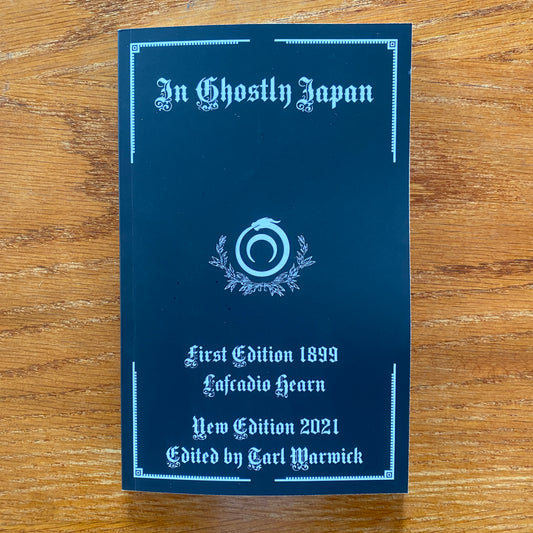 In Ghostly Japan
First Edition 1899
Lafcadio Hearn
New Edition 2021
Edited by Tarl Warwick